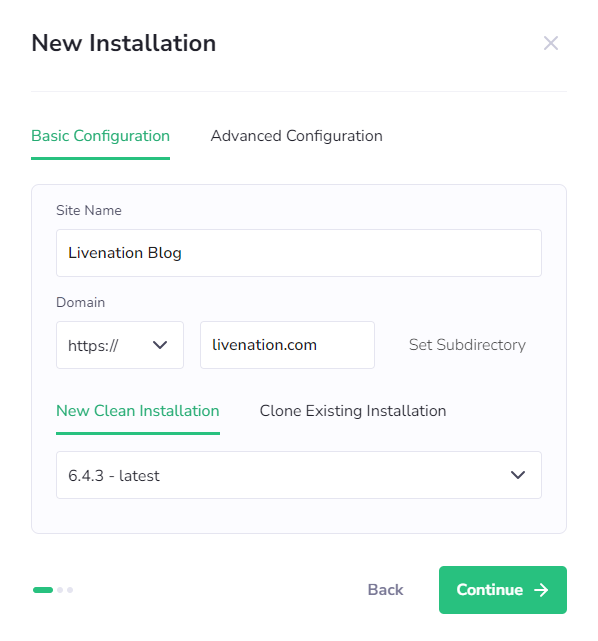 New Installation
Basic Configuration Advanced Configuration
Site Name
Livenation Blog
Domain
https:// livenation.com Set Subdirectory
New Clean Installation Clone Existing Installation
6.4.3 - latest
Back Continue